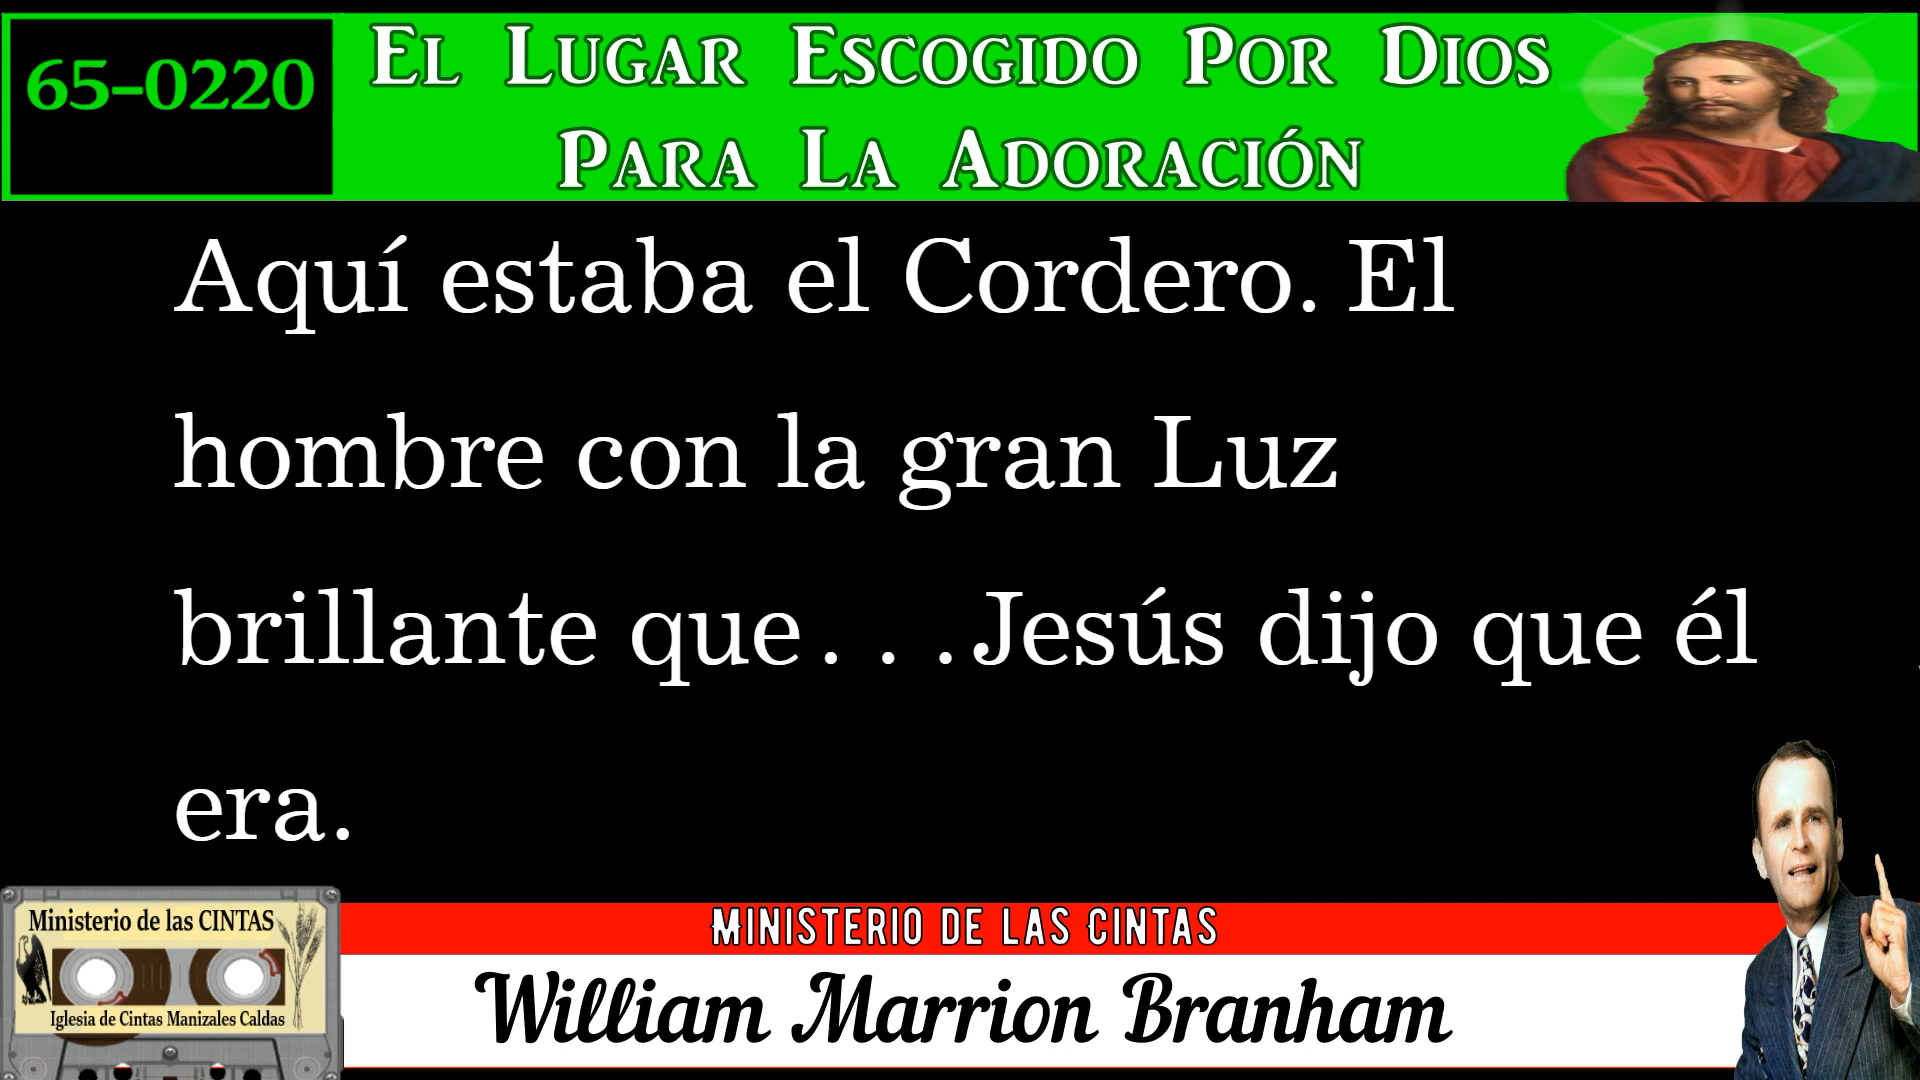 65-0220
El Lugar Escogido Por Dios
Para La Adoración
Aquí estaba el Cordero. El
hombre con la gran Luz
brillante que. . .Jesús dijo que él
era.
Ministerio de las CINTAS
Iglesia de Cintas Manizales Caldas
MINISTERIO DE LAS CINTAS
William Marrion Branham